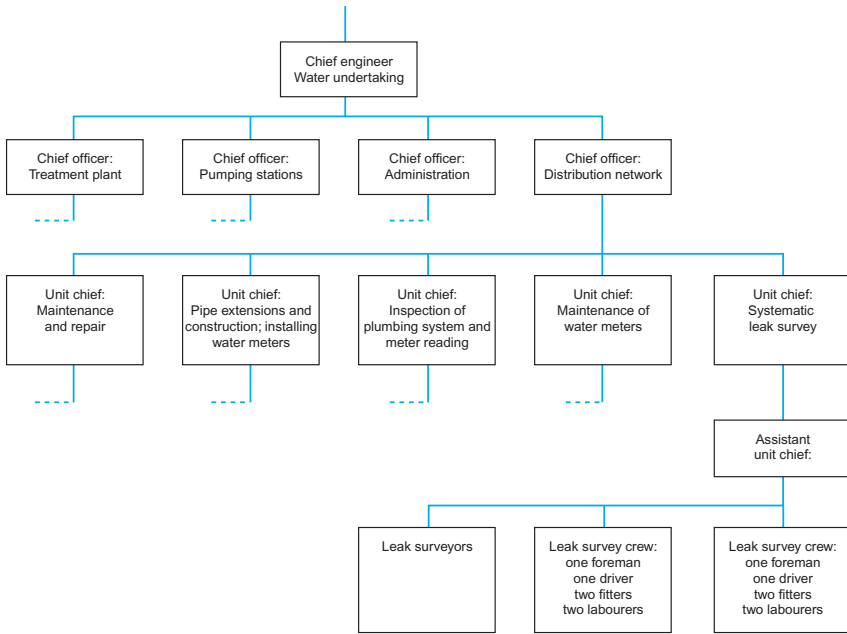 Chief engineer
Water undertaking
Chief officer:
Treatment plant
Chief officer:
Pumping stations
Chief officer:
Administration
Chief officer:
Distribution network
Unit chief:
Maintenance
and repair
Unit chief:
Pipe extensions and
construction; installing
water meters
Unit chief:
Inspection of
plumbing system and
meter reading
Unit chief:
Maintenance of
water meters
Unit chief:
Systematic
leak survey
Assistant
unit chief:
Leak surveyors
Leak survey crew:
one foreman
one driver
two fitters
two labourers
Leak survey crew:
one foreman
one driver
two fitters
two labourers